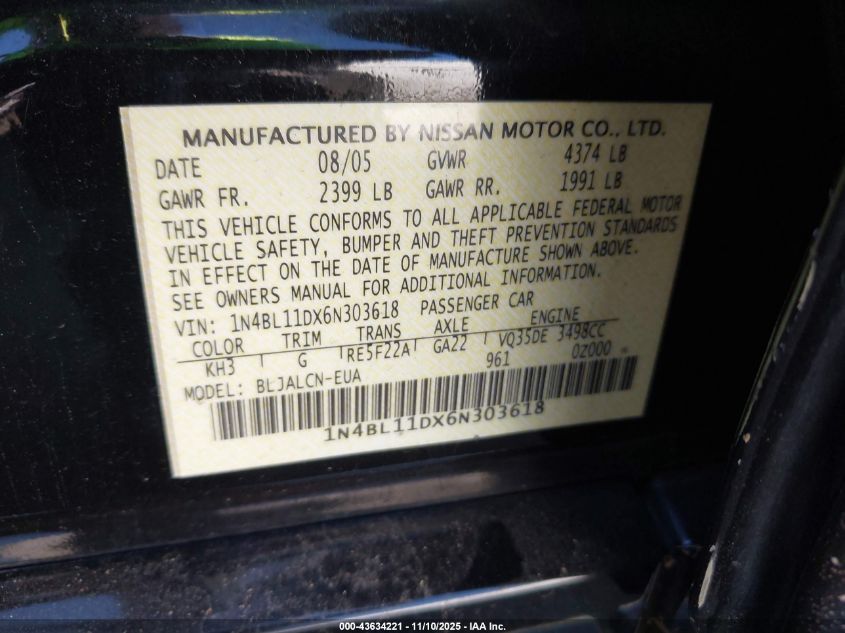 MANUFACTURED BY NISSAN MOTOR CO., LTD.
DATE 08/05 GVWR 4374 LB
GAWR FR. 2399 LB GAWR RR. 1991 LB
THIS VEHICLE CONFORMS TO ALL APPLICABLE FEDERAL MOTOR
VEHICLE SAFETY, BUMPER AND THEFT PREVENTION STANDARDS
IN EFFECT ON THE DATE OF MANUFACTURE SHOWN ABOVE.
SEE OWNERS MANUAL FOR ADDITIONAL INFORMATION.
VIN: 1N4BL11DX6N303618 PASSENGER CAR
COLOR TRIM TRANS AXLE ENGINE
KH3 G RE5F22A GA22 VQ35DE 3498CC
MODEL: BLJALCN-EUA 961 0Z000
1N4BL11DX6N303618
000-43634221 - 11/10/2025 - IAA Inc.